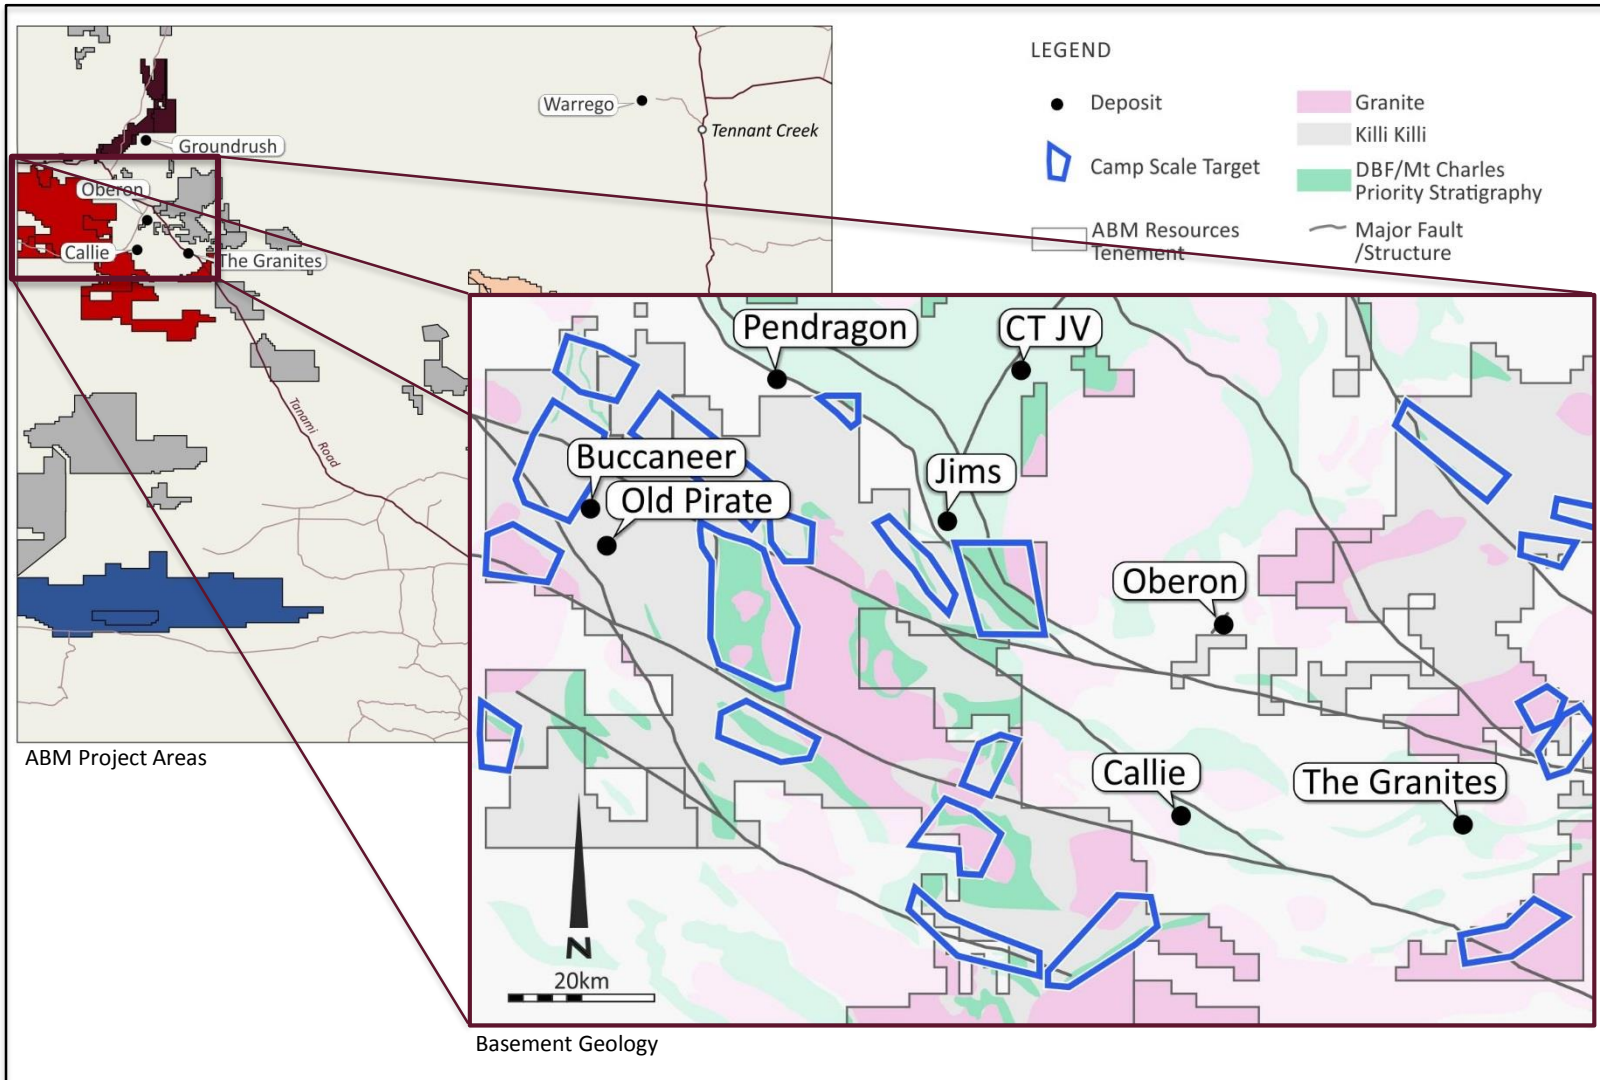 LEGEND
Deposit
Camp Scale Target
ABM Resources
Tenement
Granite
Killi Killi
DBF/Mt Charles
Priority Stratigraphy
Major Fault
/Structure
Warrego
Tennant Creek
Groundrush
Oberon
Callie
The Granites
Tanami Road
ABM Project Areas
Pendragon
CT JV
Buccaneer
Old Pirate
Jims
Oberon
Callie
The Granites
N
20km
Basement Geology